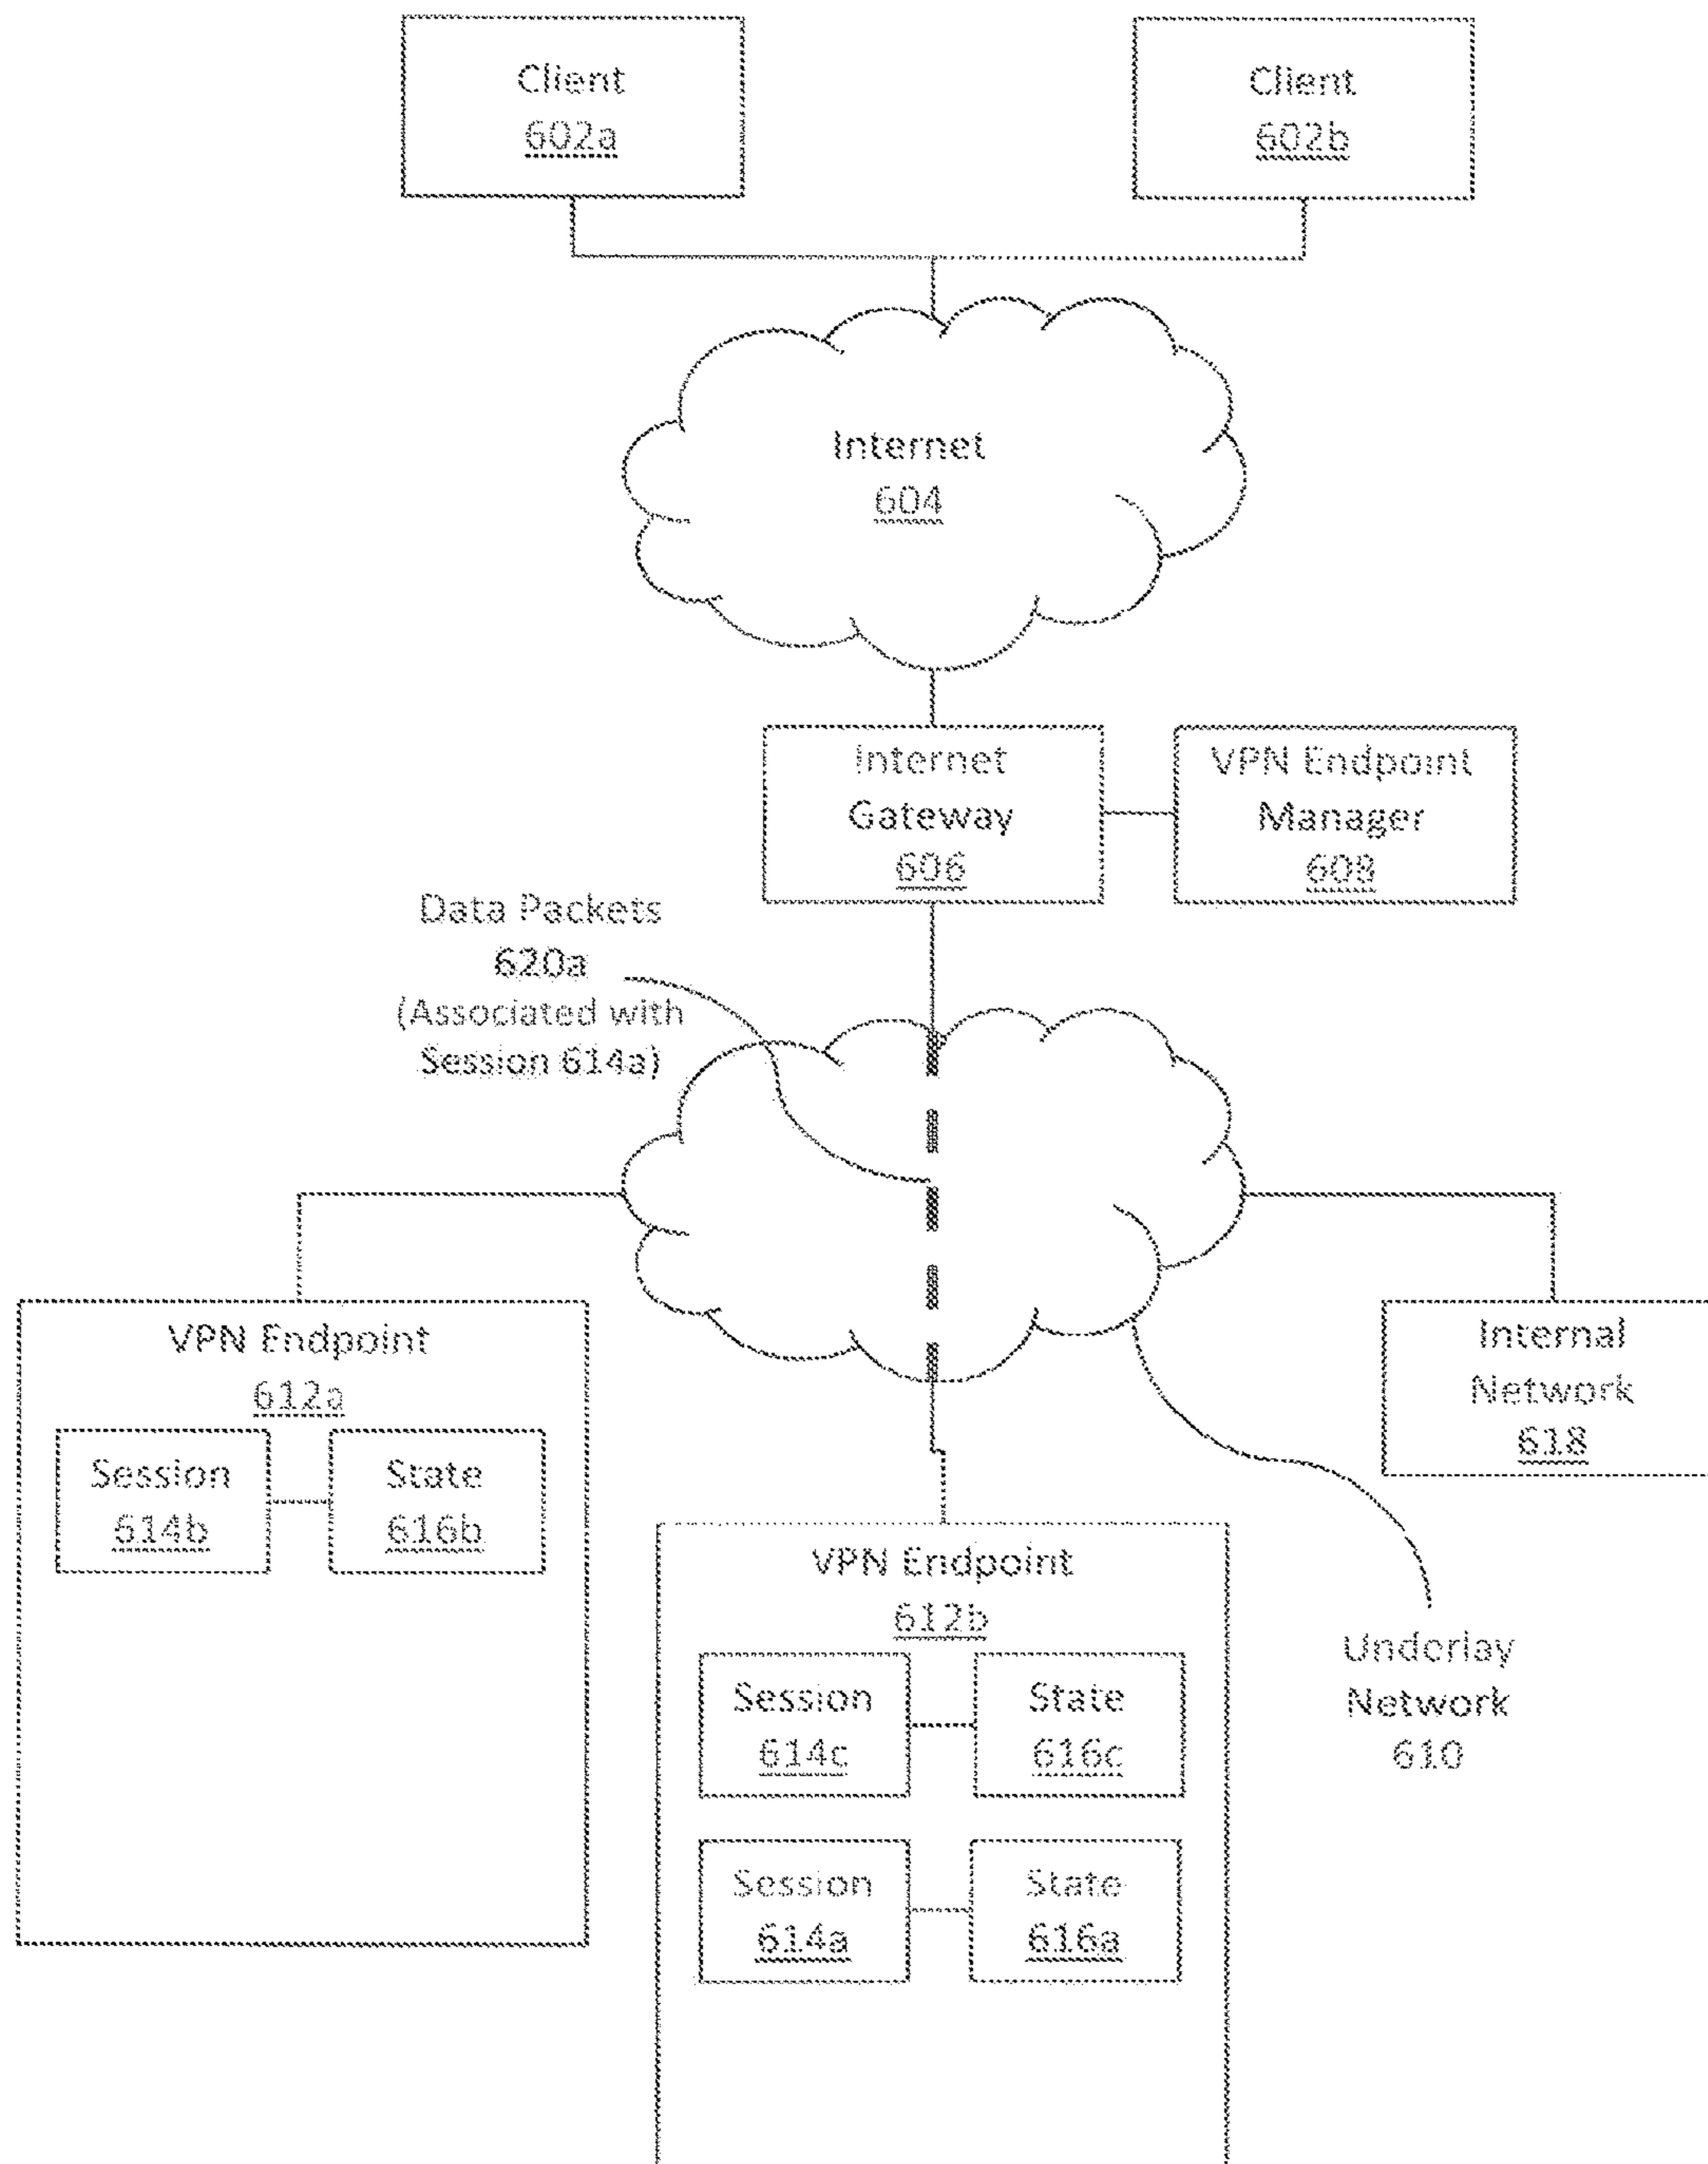 Client
602a
Client
602b
Internet
604
Internet
Gateway
606
VPN Endpoint
Manager
608
Data Packets
620a
(Associated with
Session 614a)
VPN Endpoint
612a
Session
614b
State
616b
Internal
Network
618
VPN Endpoint
612b
Session
614c
State
616c
Session
614a
State
616a
Underlay
Network
610